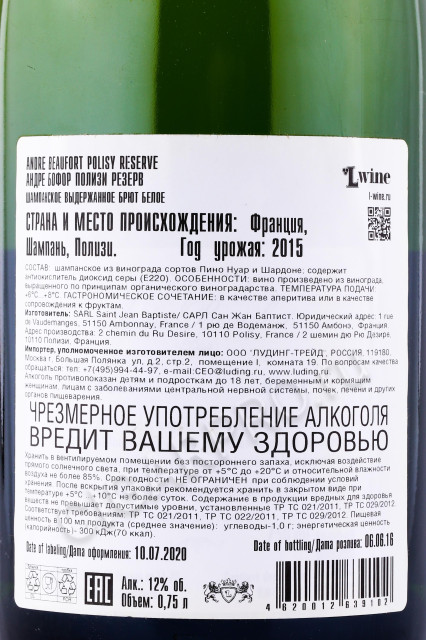 ANDRE BEAUFORT POLISY RESERVE
АНДРЕ БОФОР ПОЛИЗИ РЕЗЕРВ
ШАМПАНСКОЕ ВЫДЕРЖАННОЕ БРЮТ БЕЛОЕ
Lwine
l-wine.ru
СТРАНА И МЕСТО ПРОИСХОЖДЕНИЯ: Франция,
Шампань, Полизи. Год урожая: 2015
СОСТАВ: шампанское из винограда сортов Пино Нуар и Шардоне; содержит
антиокислитель диоксид серы (Е220). ОСОБЕННОСТИ: вино произведено из винограда,
выращенного по принципам органического виноградарства. ТЕМПЕРАТУРА ПОДАЧИ:
+6°C. +8°C. ГАСТРОНОМИЧЕСКОЕ СОЧЕТАНИЕ: в качестве аперитива или в качестве
сопровождения к фруктам.
Изготовитель: SARL Saint Jean Baptiste/ САРЛ Сан Жан Баптист. Юридический адрес: 1 rue
de Vaudemanges, 51150 Ambonnay, France / 1 рю де Водеманж, 51150 Амбонэ, Франция.
Адрес производства: 2 chemin du Ru Desire, 10110 Polisy, France / 2 шемин дю Рю Дезире,
10110 Полизи, Франция.
Импортер, уполномоченное изготовителем лицо: ООО "ЛУДИНГ-ТРЕЙД", РОССИЯ, 119180,
Москва г, Большая Полянка ул, д.2, стр.2, помещение I, комната 19. По вопросам качества
обращаться: тел: +7(495)994-44-97, e-mail:CEO@luding.ru, www.luding.ru
Алкоголь противопоказан детям и подросткам до 18 лет, беременным и кормящим
женщинам, лицам с заболеваниями центральной нервной системы, почек, печени и других
органов пищеварения.
ЧРЕЗМЕРНОЕ УПОТРЕБЛЕНИЕ АЛКОГОЛЯ
ВРЕДИТ ВАШЕМУ ЗДОРОВЬЮ
Хранить в вентилируемом помещении без постороннего запаха, исключая воздействие
прямого солнечного света, при температуре от +5°C до +20°C и относительной влажности
воздуха не более 85%. Срок годности НЕ ОГРАНИЧЕН при соблюдении условий
хранения. После вскрытия упаковки рекомендуется хранить в закрытом виде при
температуре +5°C - +10°C не более суток. Содержание в продукции вредных для здоровья
веществ не превышает допустимые уровни, установленные ТР ТС 021/2011, ТР ТС 029/2012
соответствует требованиям: ТР ТС 021/2011, ТР ТС 022/2011, ТР ТС 029/2012. Пищевая
ценность в 100 мл продукта (среднее значение): углеводы-1,0 г; энергетическая ценность
(калорийность)- 300 кДж(70 ккал).
Date of labeling/Дата оформления: 10.07.2020
Date of bottling/Дата розлива: 06.06.16
EAC
Алк.: 12% об.
Объем: 0,75 л
4620012639102